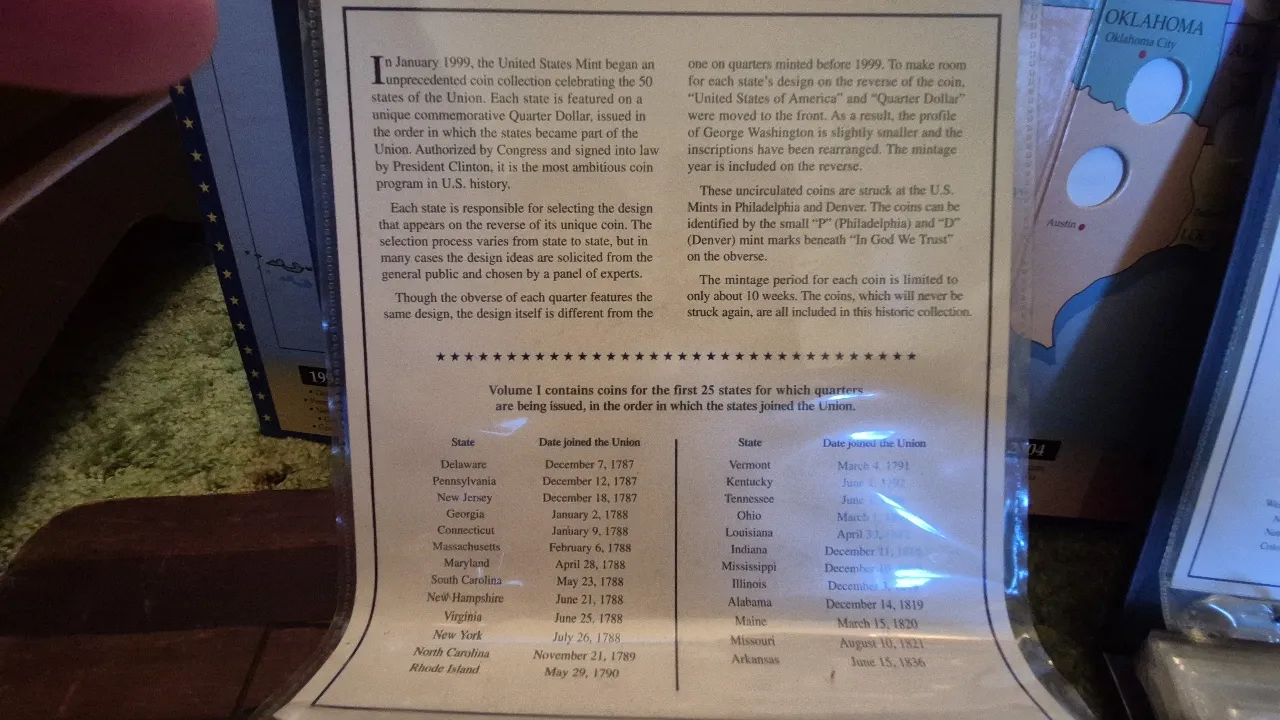 In January 1999, the United States Mint began an
unprecedented coin collection celebrating the 50
states of the Union. Each state is featured on a
unique commemorative Quarter Dollar, issued in
the order in which the states became part of the
Union. Authorized by Congress and signed into law
by President Clinton, it is the most ambitious coin
program in U.S. history.
Each state is responsible for selecting the design
that appears on the reverse of its unique coin. The
selection process varies from state to state, but in
many cases the design ideas are solicited from the
general public and chosen by a panel of experts.
Though the obverse of each quarter features the
same design, the design itself is different from the
one on quarters minted before 1999. To make room
for each state's design on the reverse of the coin,
"United States of America" and "Quarter Dollar"
were moved to the front. As a result, the profile
of George Washington is slightly smaller and the
inscriptions have been rearranged. The mintage
year is included on the reverse.
These uncirculated coins are struck at the U.S.
Mints in Philadelphia and Denver. The coins can be
identified by the small "P" (Philadelphia) and "D"
(Denver) mint marks beneath "In God We Trust"
on the obverse.
The mintage period for each coin is limited to
only about 10 weeks. The coins, which will never be
struck again, are all included in this historic collection.
★★★★★★★★★★★★★★★★★★★★★★★★★★★★★★★★★★
Volume I contains coins for the first 25 states for which quarters
are being issued, in the order in which the states joined the Union.
State Date joined the Union
Delaware December 7, 1787
Pennsylvania December 12, 1787
New Jersey December 18, 1787
Georgia January 2, 1788
Connecticut January 9, 1788
Massachusetts February 6, 1788
Maryland April 28, 1788
South Carolina May 23, 1788
New Hampshire June 21, 1788
Virginia June 25, 1788
New York July 26, 1788
North Carolina November 21, 1789
Rhode Island May 29, 1790
State Date joined the Union
Vermont March 4, 1791
Kentucky June
Tennessee June
Ohio March
Louisiana April
Indiana December 11,
Mississippi December
Illinois December 3,
Alabama December 14, 1819
Maine March 15, 1820
Missouri August 10, 1821
Arkansas June 15, 1836
OKLAHOMA
Oklahoma City
Austin